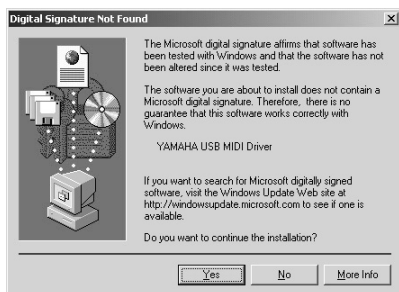 Digital Signature Not Found
The Microsoft digital signature affirms that software has
been tested with Windows and that the software has not
been altered since it was tested.
The software you are about to install does not contain a
Microsoft digital signature. Therefore, there is no
guarantee that this software works correctly with
Windows.
YAMAHA USB MIDI Driver
If you want to search for Microsoft digitally signed
software, visit the Windows Update Web site at
http://windowsupdate.microsoft.com to see if one is
available.
Do you want to continue the installation?
Yes No More Info